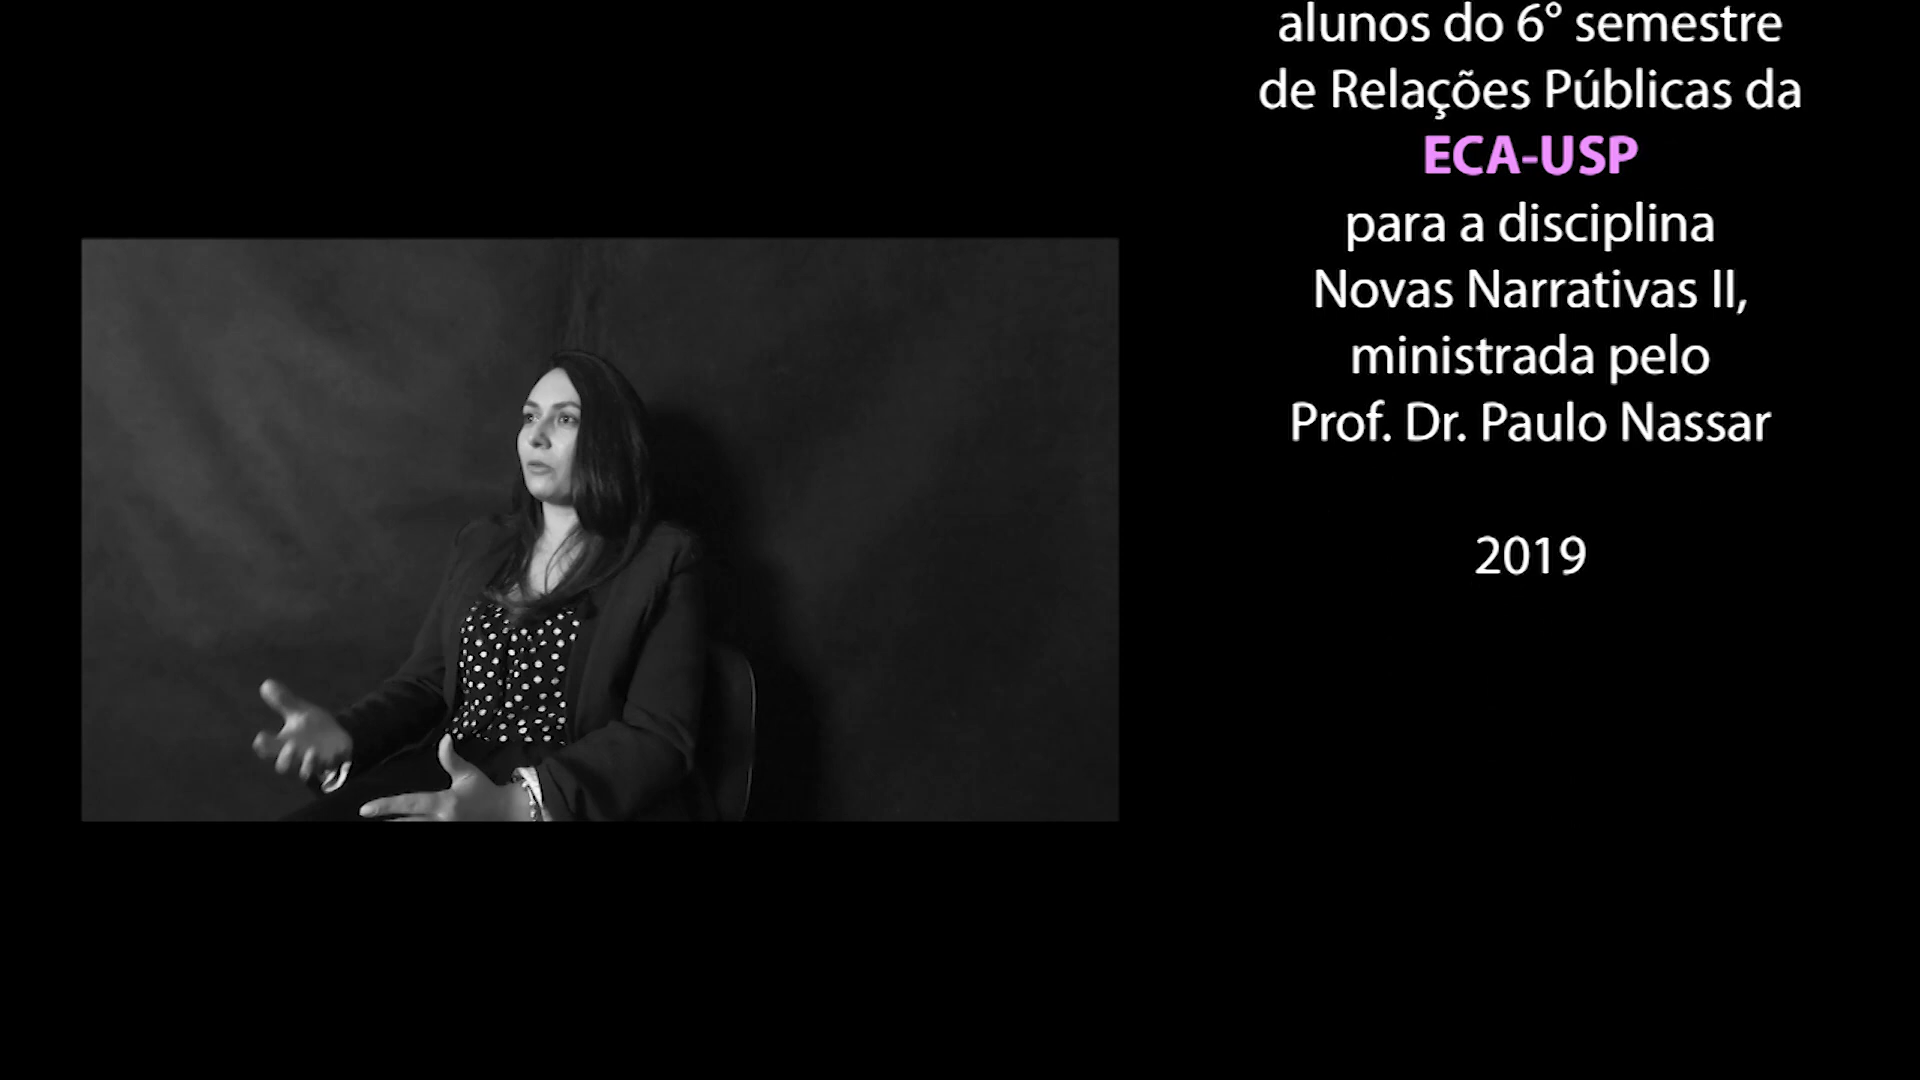 alunos do 6° semestre
de Relações Públicas da
ECA-USP
para a disciplina
Novas Narrativas II,
ministrada pelo
Prof. Dr. Paulo Nassar
2019